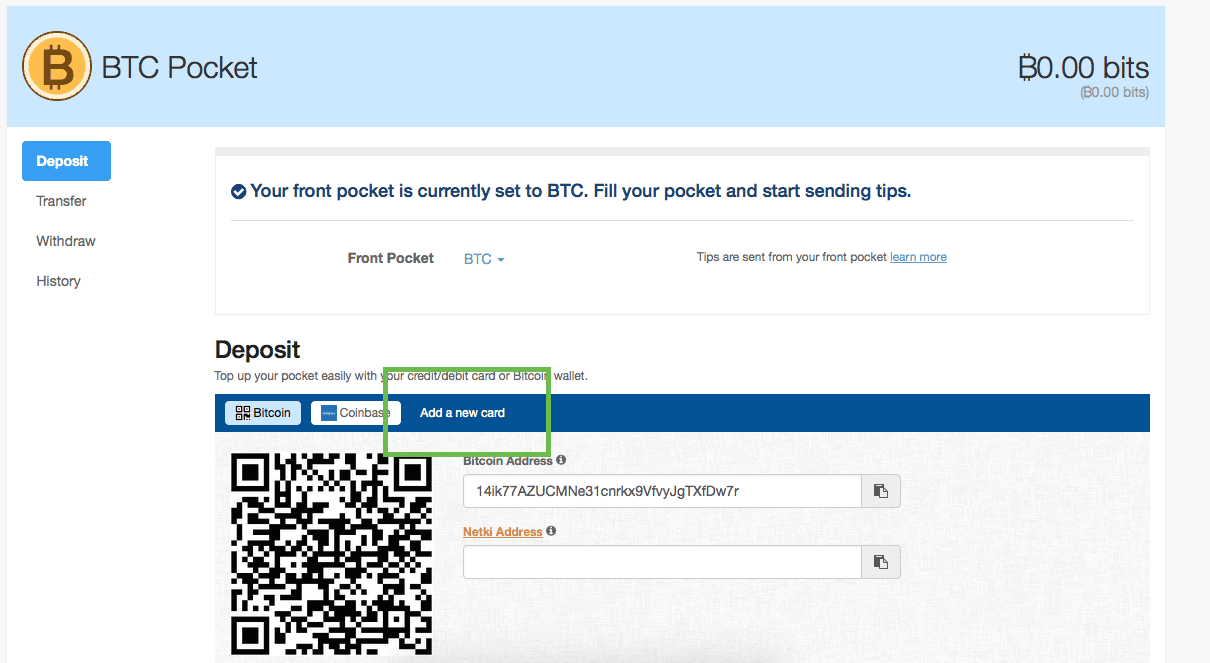 BTC Pocket
฿0.00 bits
(฿0.00 bits)
Deposit
Transfer
Withdraw
History
Your front pocket is currently set to BTC. Fill your pocket and start sending tips.
Front Pocket BTC
Tips are sent from your front pocket learn more
Deposit
Top up your pocket easily with your credit/debit card or Bitcoin wallet.
Bitcoin Coinbase Add a new card
Bitcoin Address
14ik77AZUCMNe31cnrkx9VfvyJgTXfDw7r
Netki Address